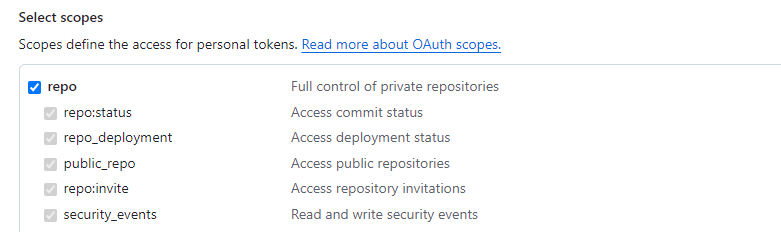 Select scopes
Scopes define the access for personal tokens. Read more about OAuth scopes.
repo Full control of private repositories
repo:status Access commit status
repo_deployment Access deployment status
public_repo Access public repositories
repo:invite Access repository invitations
security_events Read and write security events